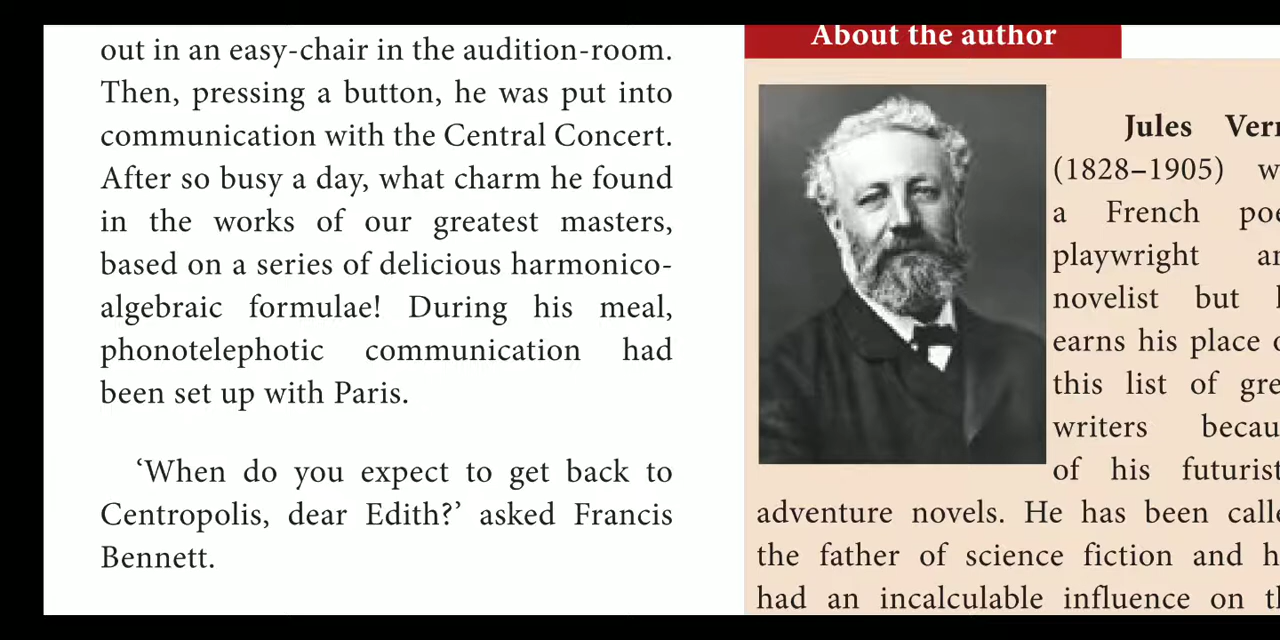 out in an easy-chair in the audition-room.
Then, pressing a button, he was put into
communication with the Central Concert.
After so busy a day, what charm he found
in the works of our greatest masters,
based on a series of delicious harmonico-
algebraic formulae! During his meal,
phonotelephotic communication had
been set up with Paris.
‘When do you expect to get back to
Centropolis, dear Edith?’ asked Francis
Bennett.
About the author
Jules
(1828–1905)
a French
playwright
novelist but
earns his place
this list of
writers
of his
adventure novels. He has been
the father of science fiction and
had an incalculable influence on